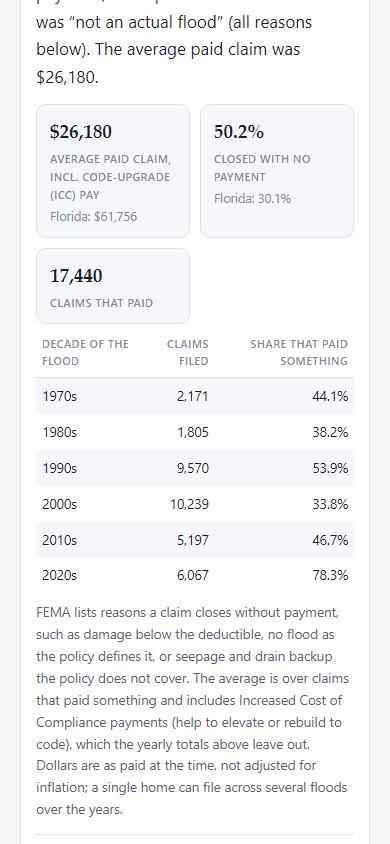 was “not an actual flood” (all reasons
below). The average paid claim was
$26,180.
$26,180
AVERAGE PAID CLAIM,
INCL. CODE-UPGRADE
(ICC) PAY
Florida: $61,756
50.2%
CLOSED WITH NO
PAYMENT
Florida: 30.1%
17,440
CLAIMS THAT PAID
DECADE OF THE FLOOD CLAIMS FILED SHARE THAT PAID SOMETHING
1970s 2,171 44.1%
1980s 1,805 38.2%
1990s 9,570 53.9%
2000s 10,239 33.8%
2010s 5,197 46.7%
2020s 6,067 78.3%
FEMA lists reasons a claim closes without payment,
such as damage below the deductible, no flood as
the policy defines it, or seepage and drain backup
the policy does not cover. The average is over claims
that paid something and includes Increased Cost of
Compliance payments (help to elevate or rebuild to
code), which the yearly totals above leave out.
Dollars are as paid at the time, not adjusted for
inflation; a single home can file across several floods
over the years.